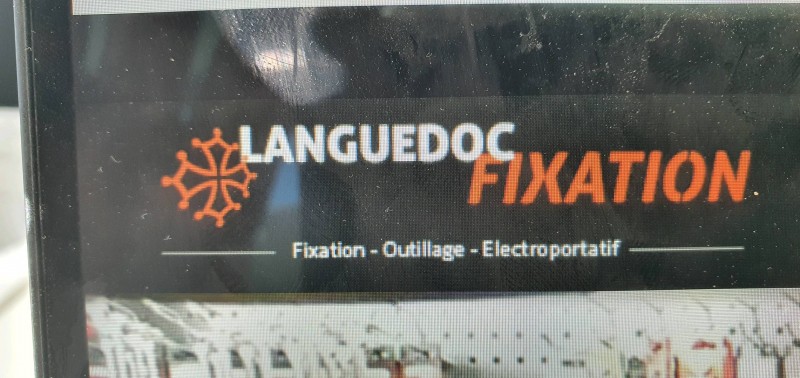 LANGUEDOC
FIXATION
Fixation - Outillage - Electroportatif